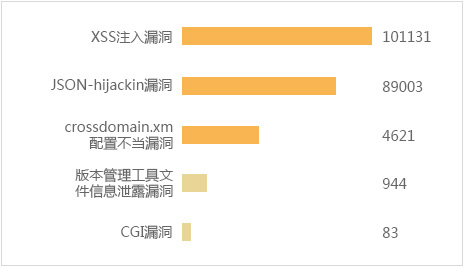 XSS注入漏洞 101131
JSON-hijackin漏洞 89003
crossdomain.xm
配置不当漏洞 4621
版本管理工具文
件信息泄露漏洞 944
CGI漏洞 83